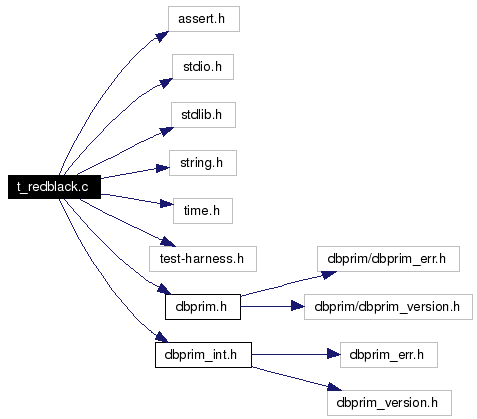 assert.h
stdio.h
stdlib.h
string.h
t_redblack.c
time.h
test-harness.h
dbprim/dbprim_err.h
dbprim.h
dbprim/dbprim_version.h
dbprim_int.h
dbprim_err.h
dbprim_version.h